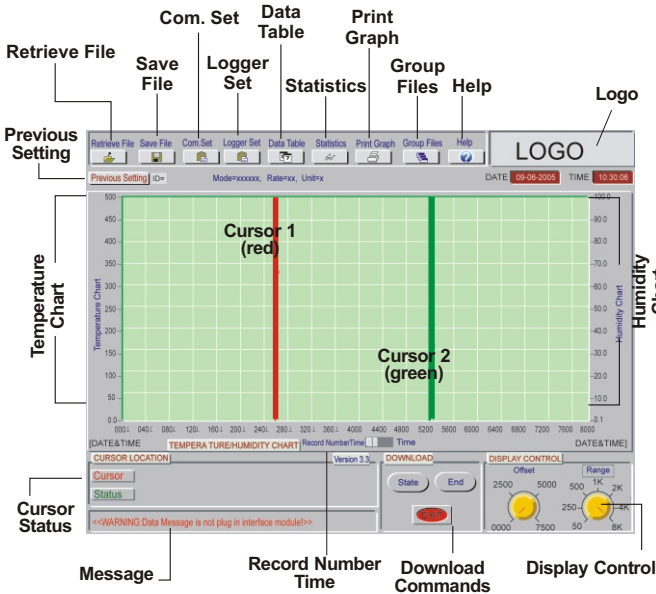 Com. Set
Data
Table
Print
Graph
Retrieve File
Save
File
Logger
Set
Statistics
Group
Files
Help
Logo
Previous
Setting
Retrieve File Save File Com.Set Logger Set Data Table Statistics Print Graph Group Files Help
LOGO
Previous Setting ID= Mode=xxxxxx, Rate=xx, Unit=x
DATE 09-06-2005 TIME 10:30:06
500
450
400
350
300
250
200
150
100
50
0.0
Temperature Chart
Temperature
Chart
Cursor 1
(red)
Cursor 2
(green)
100.0
90.0
80.0
70.0
60.0
50.0
40.0
30.0
20.0
10.0
0.1
Humidity Chart
Humidity
Chart
000 040 080 120 160 200 240 280 320 360 4000 4400 4800 5200 5600 6000 6400 6800 7200 7600 8000
[DATE&TIME TEMPERA TURE/HUMIDITY CHART Record Number/Time Time DATE&TIME]
CURSOR LOCATION Version 3.3 DOWNLOAD DISPLAY CONTROL
Cursor
Status
State End
EXIT
Offset
2500 5000
0000 7500
Range
500 1K 2K
250 4K
50 8K
<<WARNING:Data Message is not plug in interface module!>>
Cursor
Status
Message
Record Number
Time
Download
Commands
Display Control